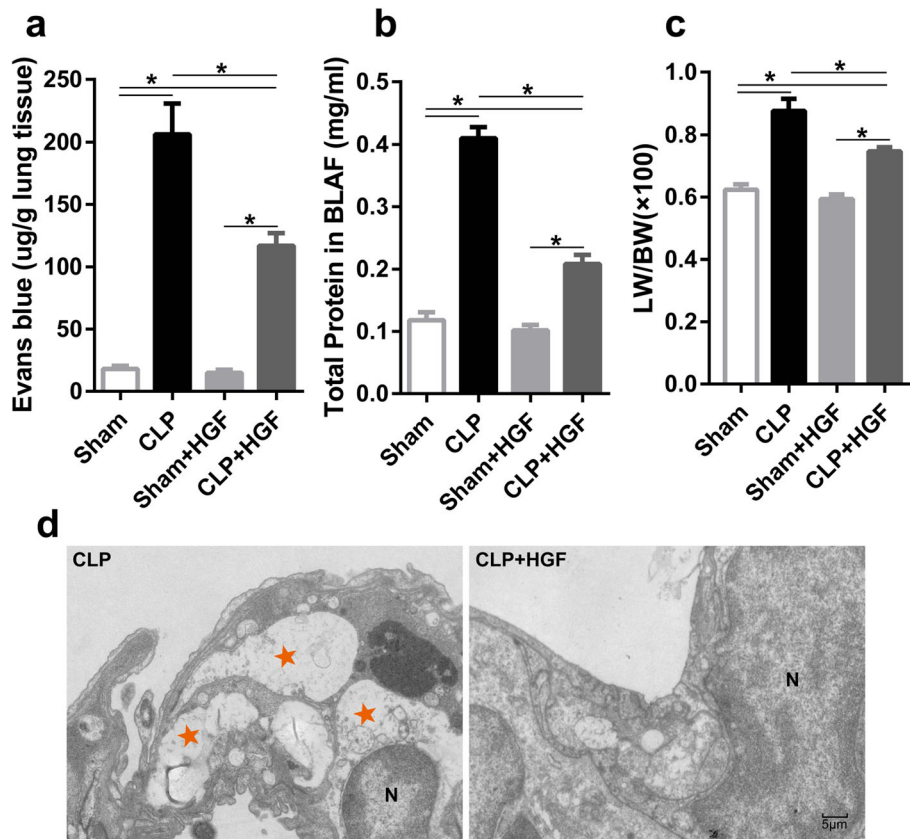 a
Evans blue (ug/g lung tissue)
250
200
150
100
50
0
*
*
*
Sham
CLP
Sham+HGF
CLP+HGF
b
Total Protein in BLAF (mg/ml)
0.5
0.4
0.3
0.2
0.1
0.0
*
*
*
Sham
CLP
Sham+HGF
CLP+HGF
c
LW/BW(×100)
1.0
0.8
0.6
0.4
0.2
0.0
*
*
*
Sham
CLP
Sham+HGF
CLP+HGF
d
CLP
N
CLP+HGF
N
5μm